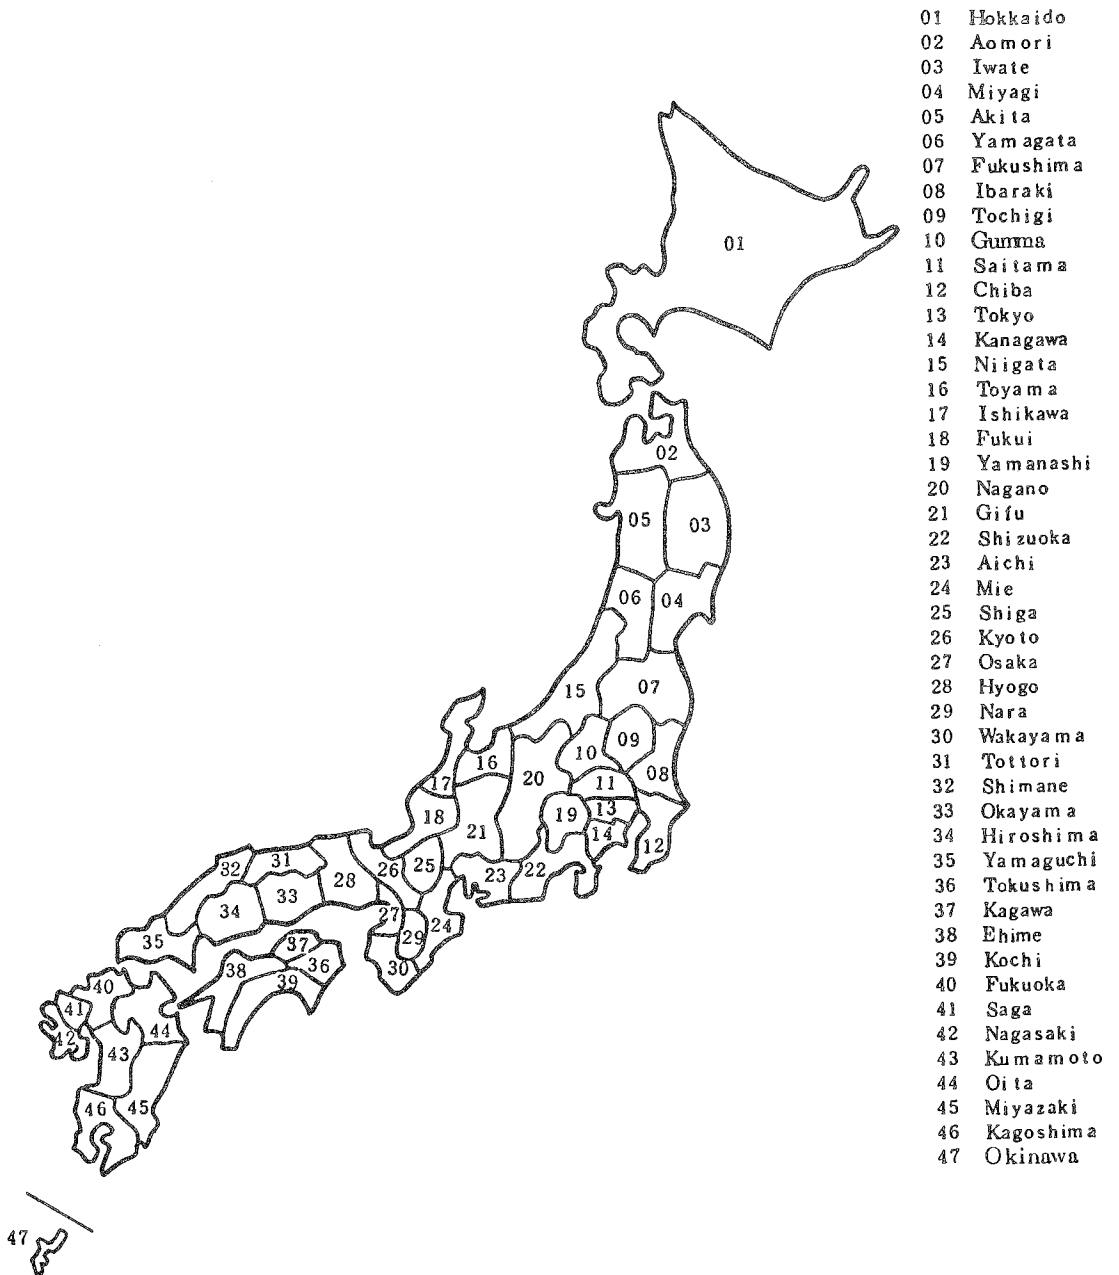 01 Hokkaido
02 Aomori
03 Iwate
04 Miyagi
05 Akita
06 Yamagata
07 Fukushima
08 Ibaraki
09 Tochigi
10 Gunma
11 Saitama
12 Chiba
13 Tokyo
14 Kanagawa
15 Niigata
16 Toyama
17 Ishikawa
18 Fukui
19 Yamanashi
20 Nagano
21 Gifu
22 Shizuoka
23 Aichi
24 Mie
25 Shiga
26 Kyoto
27 Osaka
28 Hyogo
29 Nara
30 Wakayama
31 Tottori
32 Shimane
33 Okayama
34 Hiroshima
35 Yamaguchi
36 Tokushima
37 Kagawa
38 Ehime
39 Kochi
40 Fukuoka
41 Saga
42 Nagasaki
43 Kumamoto
44 Oita
45 Miyazaki
46 Kagoshima
47 Okinawa
01
02
05
03
06
04
15
07
09
10
16
08
20
17
11
13
18
19
21
14
12
31
32
26
25
23
22
28
33
34
27
24
35
29
37
30
38
36
39
40
41
44
42
43
46
45
47